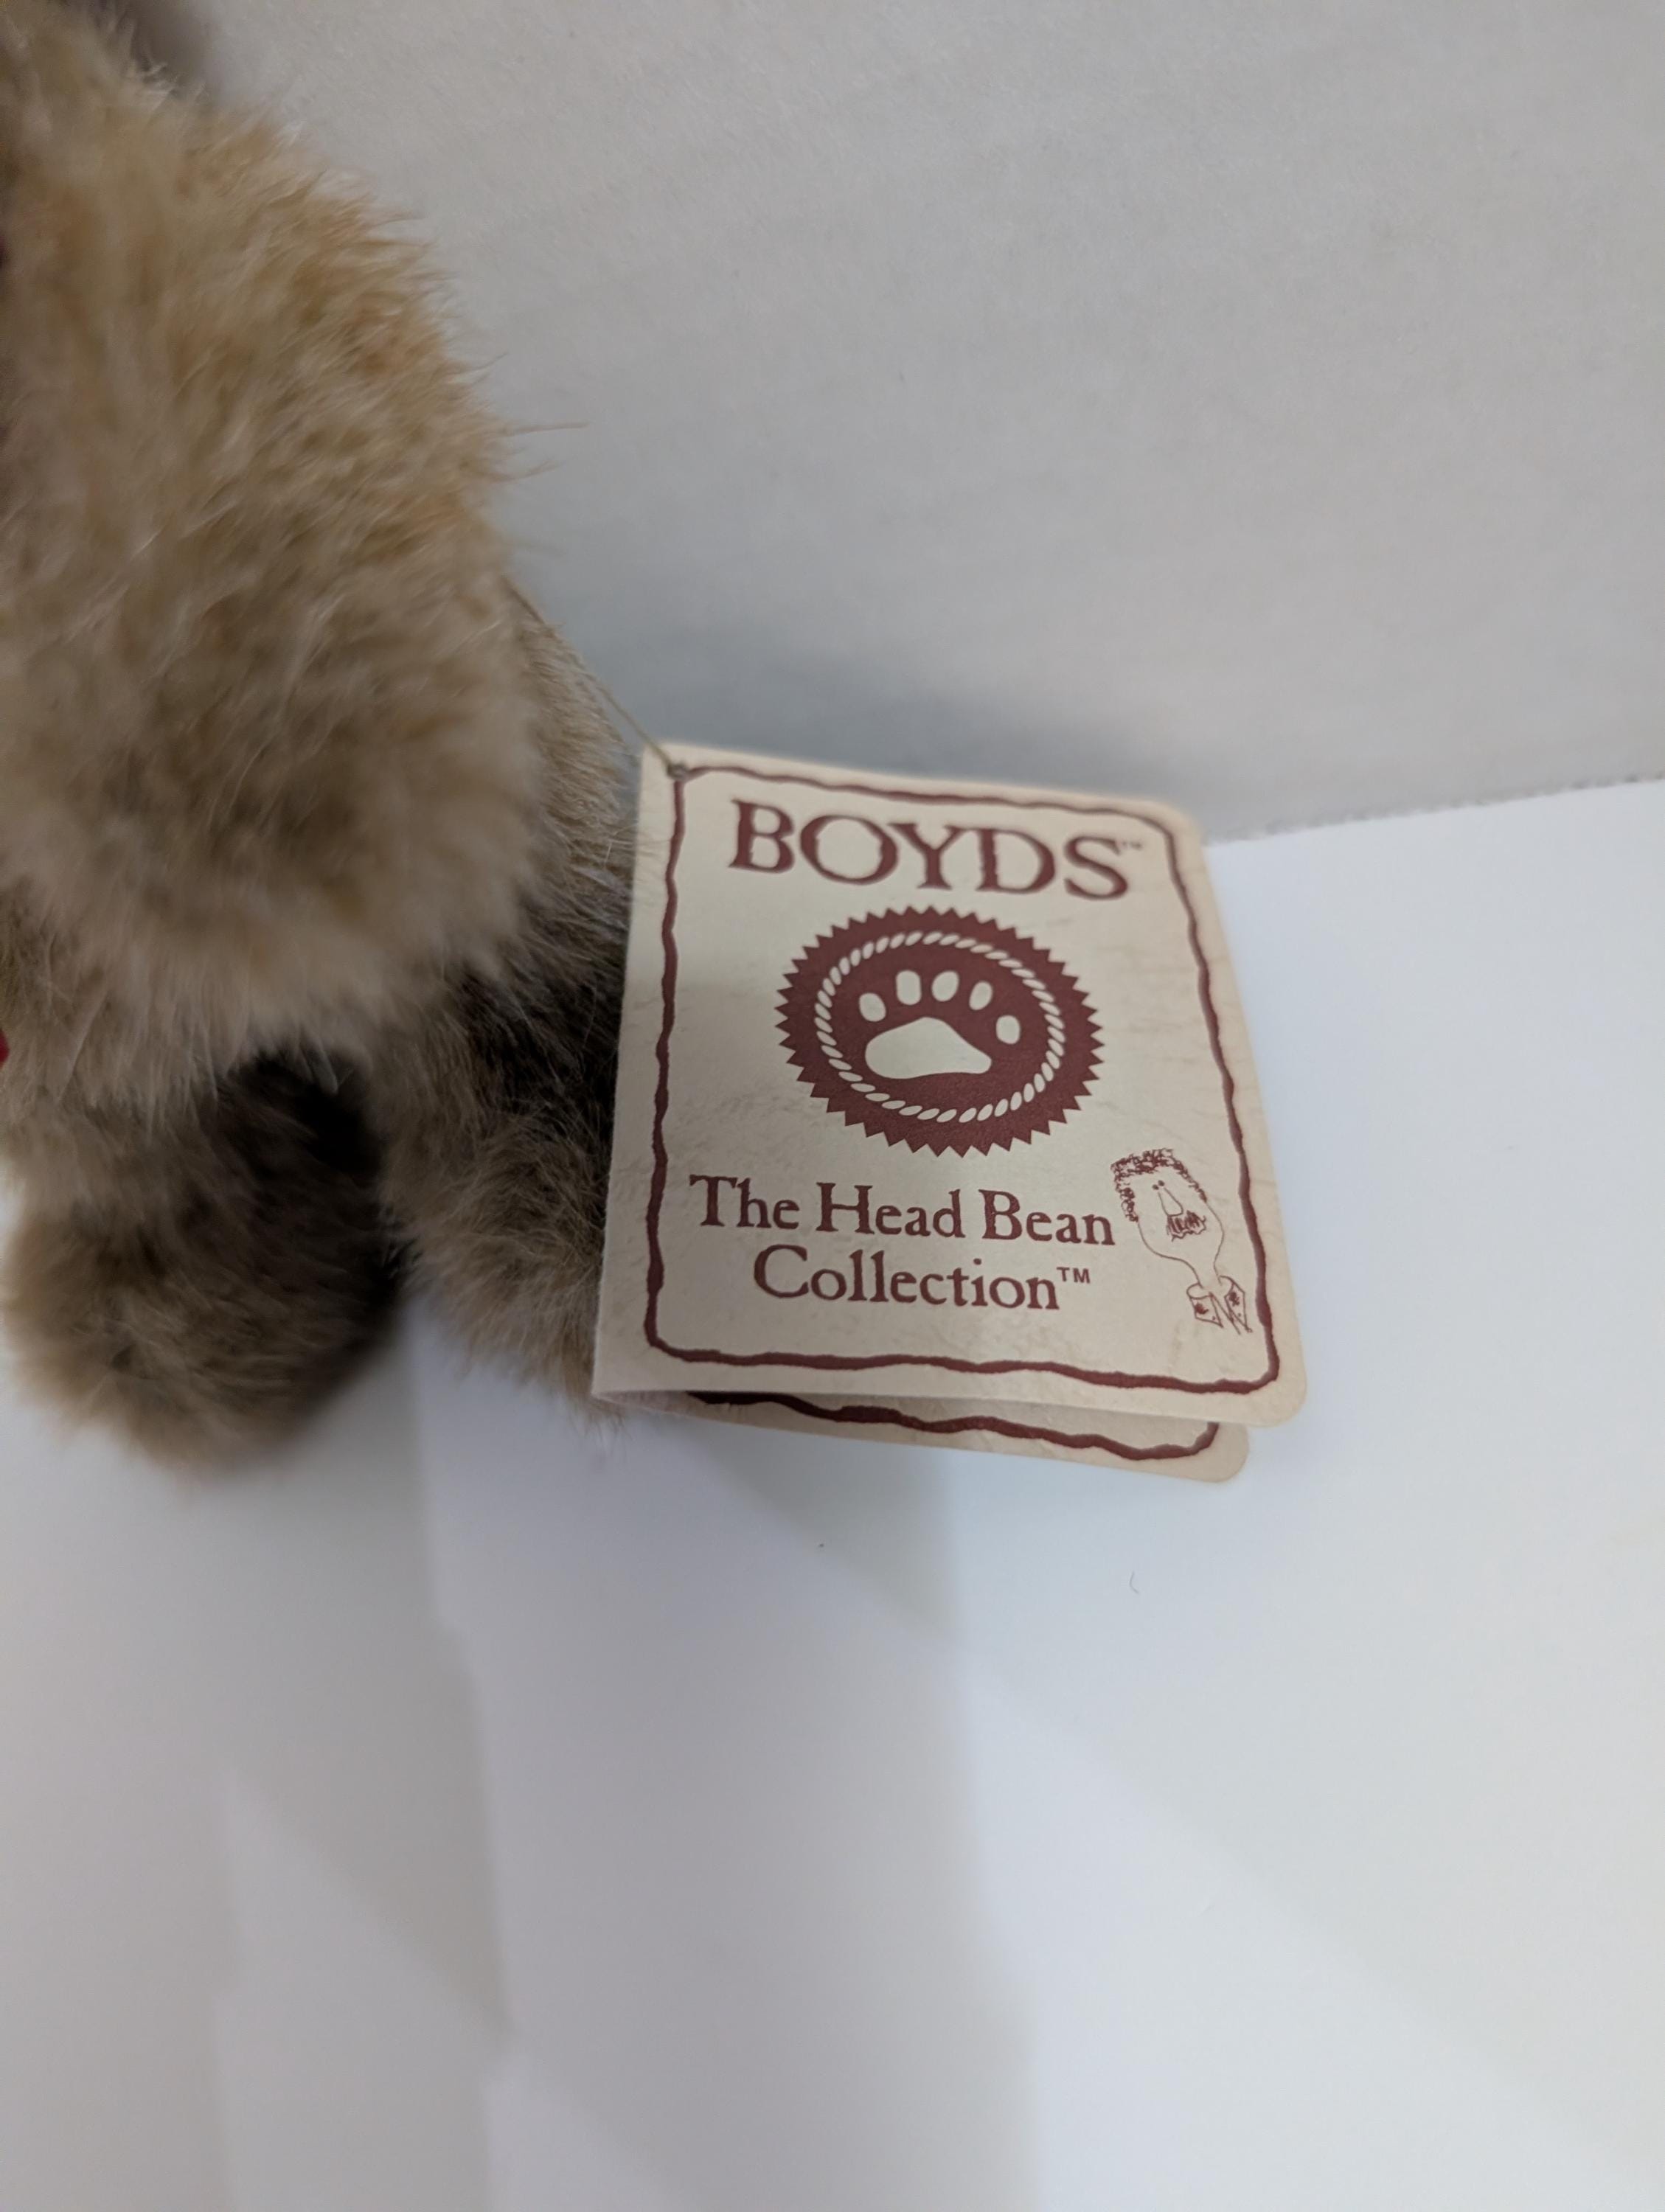 BOYDS™
The Head Bean
Collection™